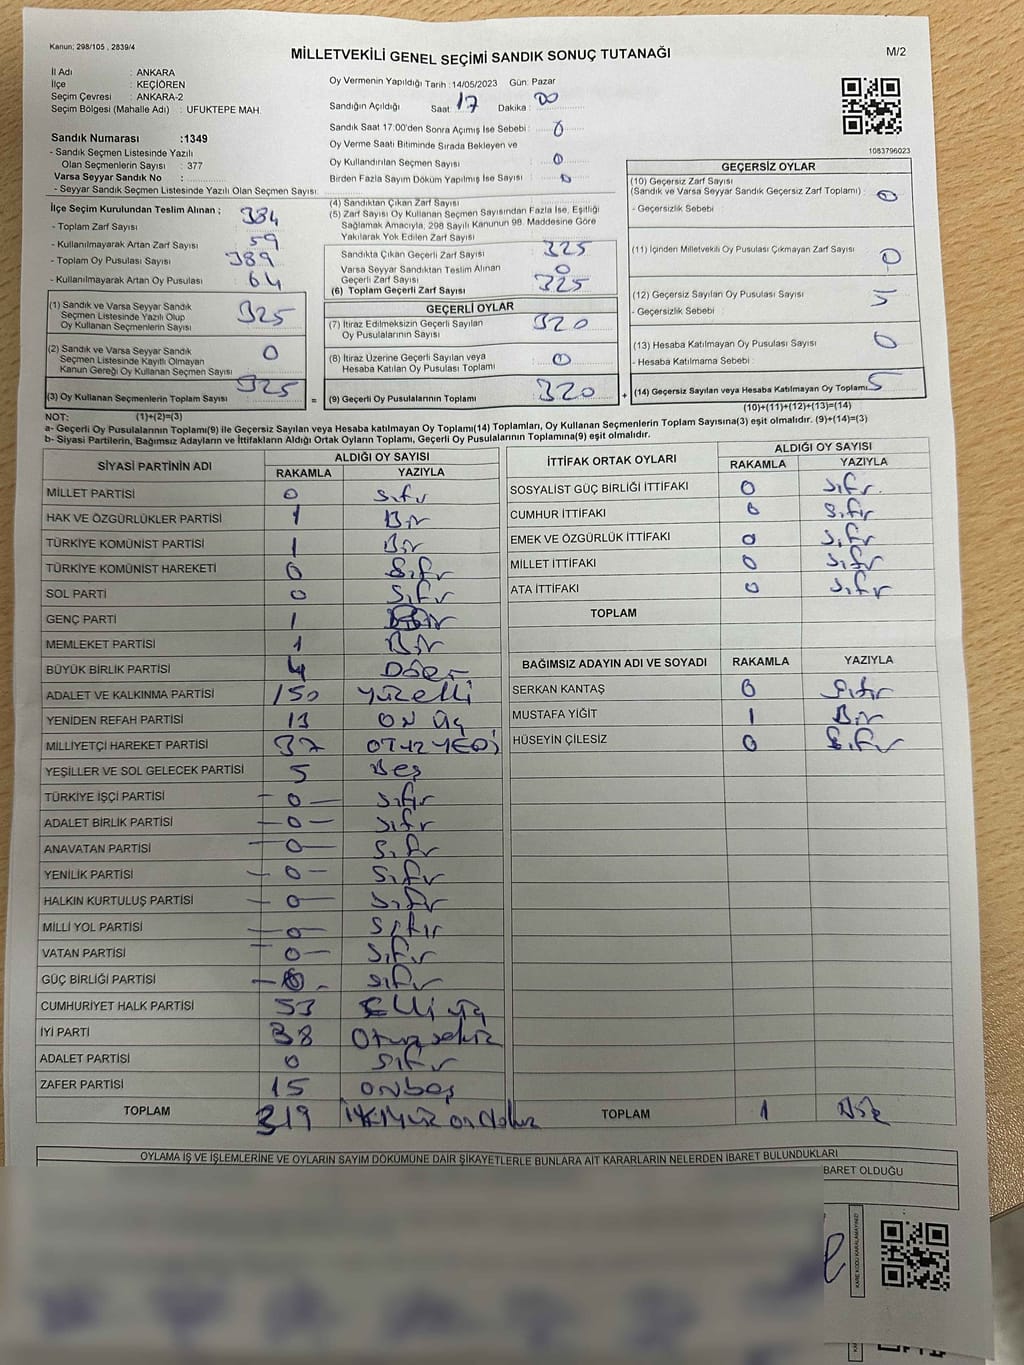 Kanun; 298/105 , 2839/4
MİLLETVEKİLİ GENEL SEÇİMİ SANDIK SONUÇ TUTANAĞI
M/2
İl Adı : ANKARA
İlçe : KEÇİÖREN
Seçim Çevresi : ANKARA-2
Seçim Bölgesi (Mahalle Adı) : UFUKTEPE MAH.
Oy Vermenin Yapıldığı Tarih : 14/05/2023 Gün: Pazar
Sandığın Açıldığı Saat : 17 Dakika : 00
Sandık Numarası :1349
- Sandık Seçmen Listesinde Yazılı
Olan Seçmenlerin Sayısı : 377
Varsa Seyyar Sandık No :
- Seyyar Sandık Seçmen Listesinde Yazılı Olan Seçmen Sayısı:
Sandık Saat 17:00'den Sonra Açımış İse Sebebi : 0
Oy Verme Saati Bitiminde Sırada Bekleyen ve
Oy Kullandırılan Seçmen Sayısı : 0
Birden Fazla Sayım Döküm Yapılmış İse Sayısı : 0
1083796023
İlçe Seçim Kurulundan Teslim Alınan ;
- Toplam Zarf Sayısı : 384
- Kullanılmayarak Artan Zarf Sayısı : 59
- Toplam Oy Pusulası Sayısı : 389
- Kullanılmayarak Artan Oy Pusulası : 64
(1) Sandık ve Varsa Seyyar Sandık
Seçmen Listesinde Yazılı Olup
Oy Kullanan Seçmenlerin Sayısı : 325
(2) Sandık ve Varsa Seyyar Sandık
Seçmen Listesinde Kayıtlı Olmayan
Kanun Gereği Oy Kullanan Seçmen Sayısı : 0
(3) Oy Kullanan Seçmenlerin Toplam Sayısı : 325
(4) Sandıktan Çıkan Zarf Sayısı :
(5) Zarf Sayısı Oy Kullanan Seçmen Sayısından Fazla İse, Eşitliği
Sağlamak Amacıyla, 298 Sayılı Kanunun 98. Maddesine Göre
Yakılarak Yok Edilen Zarf Sayısı :
Sandıkta Çıkan Geçerli Zarf Sayısı : 325
Varsa Seyyar Sandıktan Teslim Alınan
Geçerli Zarf Sayısı : 0
(6) Toplam Geçerli Zarf Sayısı : 325
GEÇERLİ OYLAR
(7) İtiraz Edilmeksizin Geçerli Sayılan
Oy Pusulalarının Sayısı : 320
(8) İtiraz Üzerine Geçerli Sayılan veya
Hesaba Katılan Oy Pusulası Toplamı : 0
= (9) Geçerli Oy Pusulalarının Toplamı : 320
GEÇERSİZ OYLAR
(10) Geçersiz Zarf Sayısı
(Sandık ve Varsa Seyyar Sandık Geçersiz Zarf Toplamı) : 0
- Geçersizlik Sebebi :
(11) İçinden Milletvekili Oy Pusulası Çıkmayan Zarf Sayısı : 0
(12) Geçersiz Sayılan Oy Pusulası Sayısı : 5
- Geçersizlik Sebebi :
(13) Hesaba Katılmayan Oy Pusulası Sayısı : 0
- Hesaba Katılmama Sebebi :
+ (14) Geçersiz Sayılan veya Hesaba Katılmayan Oy Toplamı : 5
NOT: (1)+(2)=(3)
(10)+(11)+(12)+(13)=(14)
a- Geçerli Oy Pusulalarının Toplamı(9) ile Geçersiz Sayılan veya Hesaba katılmayan Oy Toplamı(14) Toplamları, Oy Kullanan Seçmenlerin Toplam Sayısına(3) eşit olmalıdır. (9)+(14)=(3)
b- Siyasi Partilerin, Bağımsız Adayların ve İttifakların Aldığı Ortak Oyların Toplamı, Geçerli Oy Pusulalarının Toplamına(9) eşit olmalıdır.
SİYASİ PARTİNİN ADI ALDIĞI OY SAYISI
RAKAMLA YAZIYLA
MİLLET PARTİSİ 0 Sıfır
HAK VE ÖZGÜRLÜKLER PARTİSİ 1 Bir
TÜRKİYE KOMÜNİST PARTİSİ 1 Bir
TÜRKİYE KOMÜNİST HAREKETİ 0 Sıfır
SOL PARTİ 0 Sıfır
GENÇ PARTİ 1 Bir
MEMLEKET PARTİSİ 1 Bir
BÜYÜK BİRLİK PARTİSİ 4 Dört
ADALET VE KALKINMA PARTİSİ 150 Yüzelli
YENİDEN REFAH PARTİSİ 13 ON Üç
MİLLİYETÇİ HAREKET PARTİSİ 37 OTUZ YEDİ
YEŞİLLER VE SOL GELECEK PARTİSİ 5 Beş
TÜRKİYE İŞÇİ PARTİSİ - 0 - Sıfır
ADALET BİRLİK PARTİSİ - 0 - Sıfır
ANAVATAN PARTİSİ - 0 - Sıfır
YENİLİK PARTİSİ - 0 - Sıfır
HALKIN KURTULUŞ PARTİSİ - 0 - Sıfır
MİLLİ YOL PARTİSİ - 0 - Sıfır
VATAN PARTİSİ - 0 - Sıfır
GÜÇ BİRLİĞİ PARTİSİ - 0 - Sıfır
CUMHURİYET HALK PARTİSİ 53 Elli üç
İYİ PARTİ 38 Otuz sekiz
ADALET PARTİSİ 0 Sıfır
ZAFER PARTİSİ 15 onbeş
TOPLAM 319
İTTİFAK ORTAK OYLARI ALDIĞI OY SAYISI
RAKAMLA YAZIYLA
SOSYALİST GÜÇ BİRLİĞİ İTTİFAKI 0 Sıfır
CUMHUR İTTİFAKI 0 Sıfır
EMEK VE ÖZGÜRLÜK İTTİFAKI 0 Sıfır
MİLLET İTTİFAKI 0 Sıfır
ATA İTTİFAKI 0 Sıfır
TOPLAM
BAĞIMSIZ ADAYIN ADI VE SOYADI RAKAMLA YAZIYLA
SERKAN KANTAŞ 0 Sıfır
MUSTAFA YİĞİT 1 Bir
HÜSEYİN ÇİLESİZ 0 Sıfır
TOPLAM 1
OYLAMA İŞ VE İŞLEMLERİNE VE OYLARIN SAYIM DÖKÜMÜNE DAİR ŞİKAYETLERLE BUNLARA AİT KARARLARIN NELERDEN İBARET BULUNDUKLARI
BARET OLDUĞU
KARE KODU KARALAMAYINIZ!